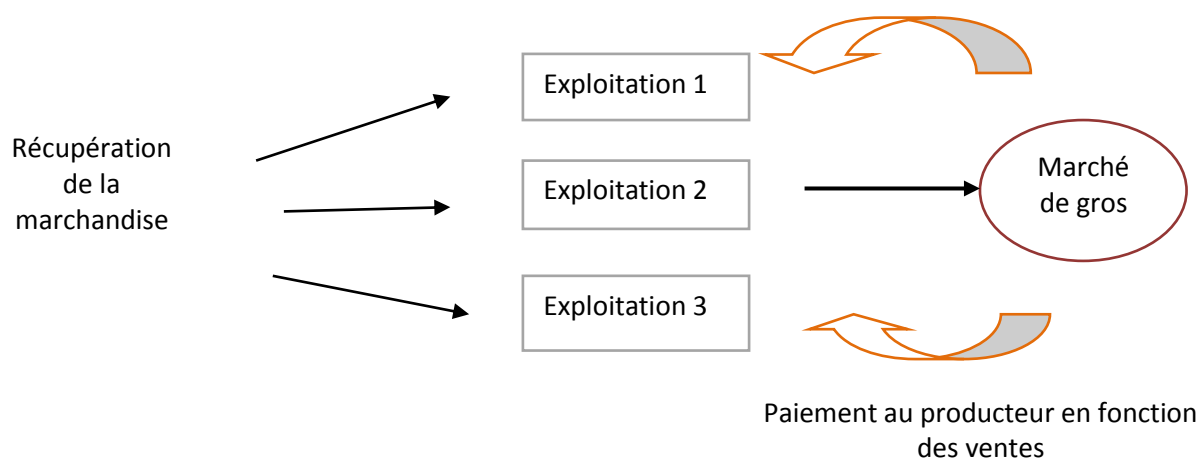 Récupération
de la
marchandise
Exploitation 1
Exploitation 2
Exploitation 3
Marché
de gros
Paiement au producteur en fonction
des ventes